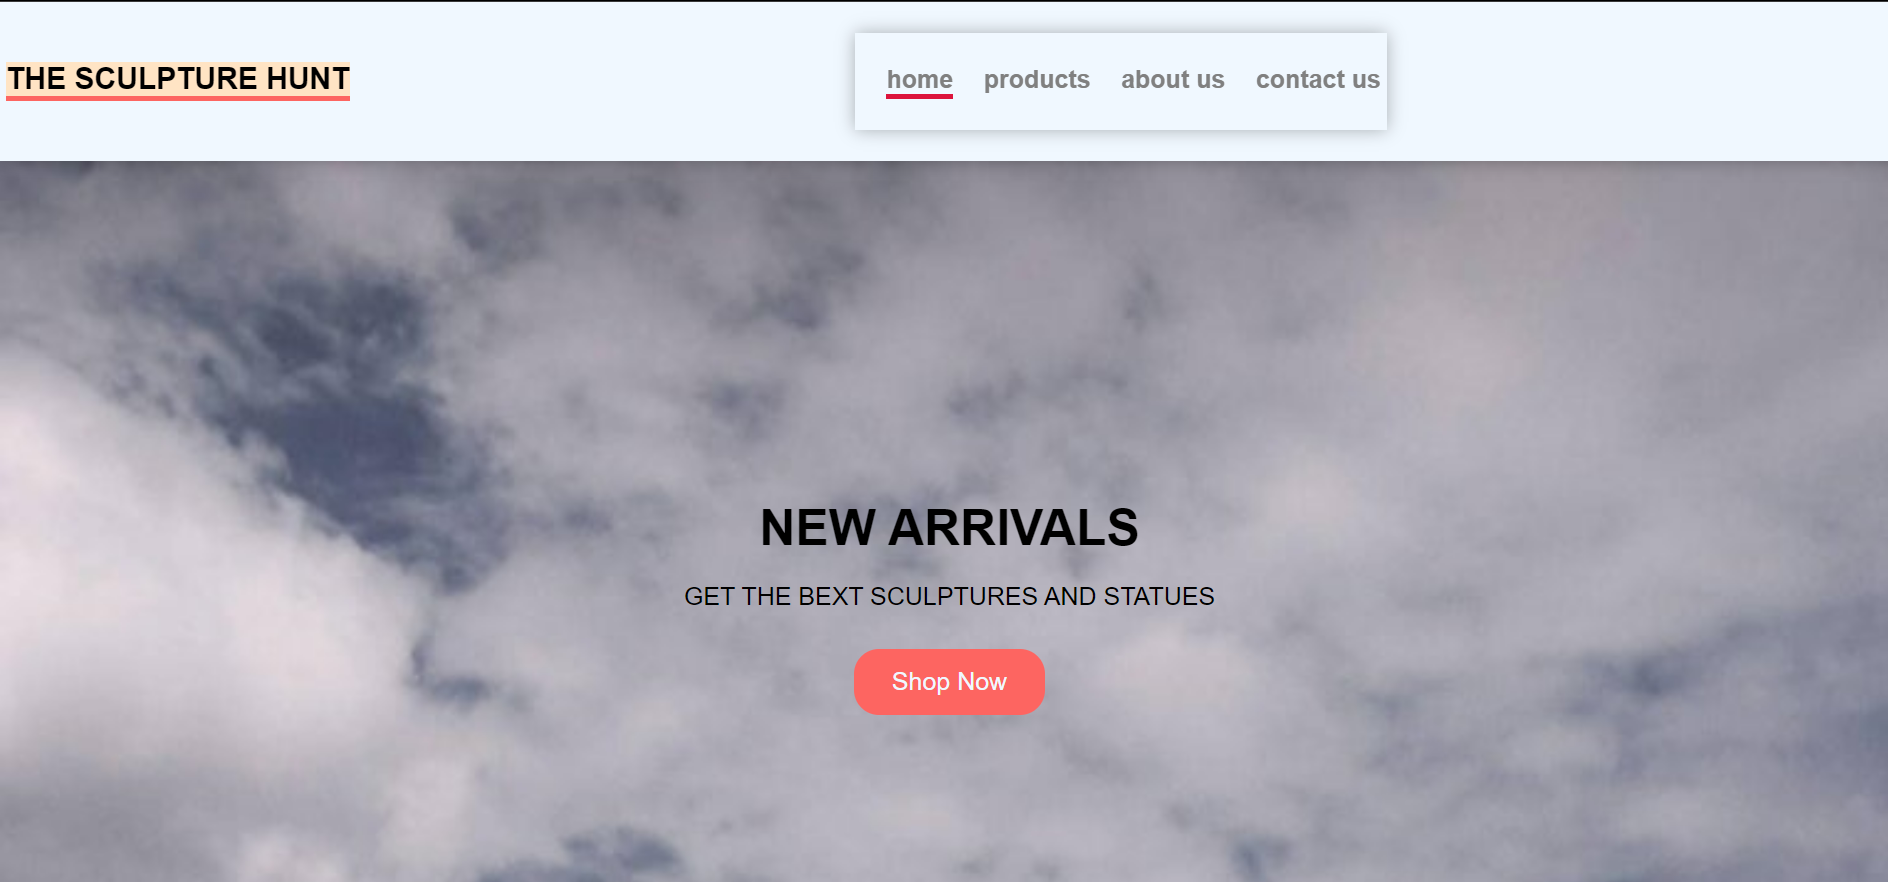 THE SCULPTURE HUNT
home products about us contact us
NEW ARRIVALS
GET THE BEXT SCULPTURES AND STATUES
Shop Now